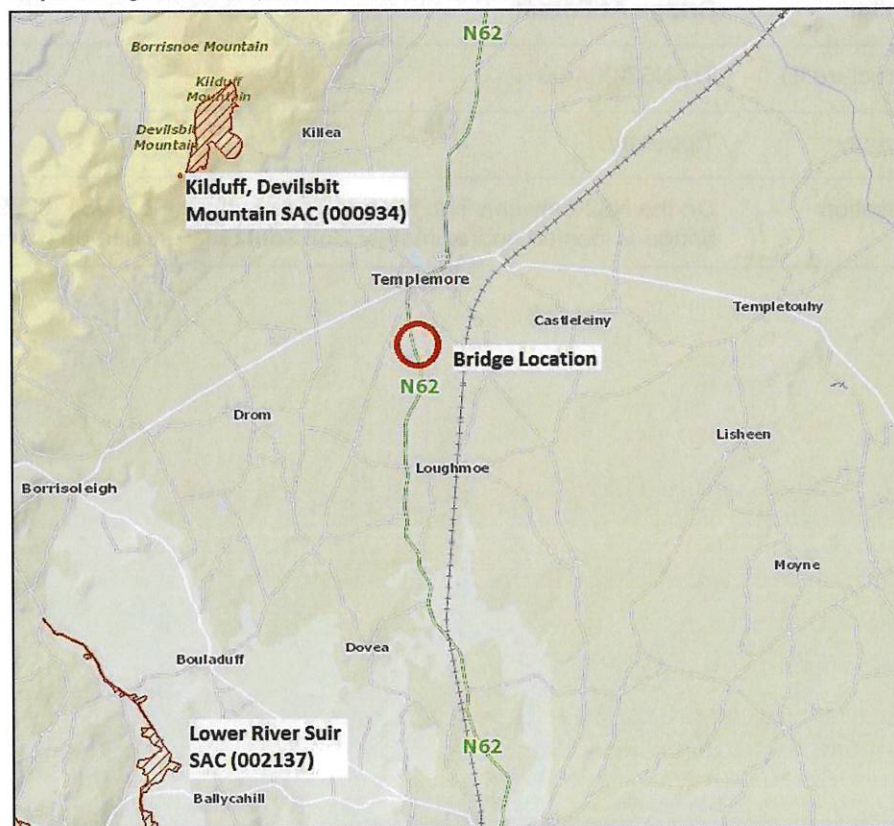 N62
Borrisnoe Mountain
Kilduff
Mountain
Devilsbit
Mountain
Killea
Kilduff, Devilsbit
Mountain SAC (000934)
Templemore
Castleleiny
Templetouhy
Bridge Location
N62
Drom
Lisheen
Loughmoe
Borrisoleigh
Moyne
Dovea
Bouladuff
Lower River Suir
SAC (002137)
N62
Ballycahill